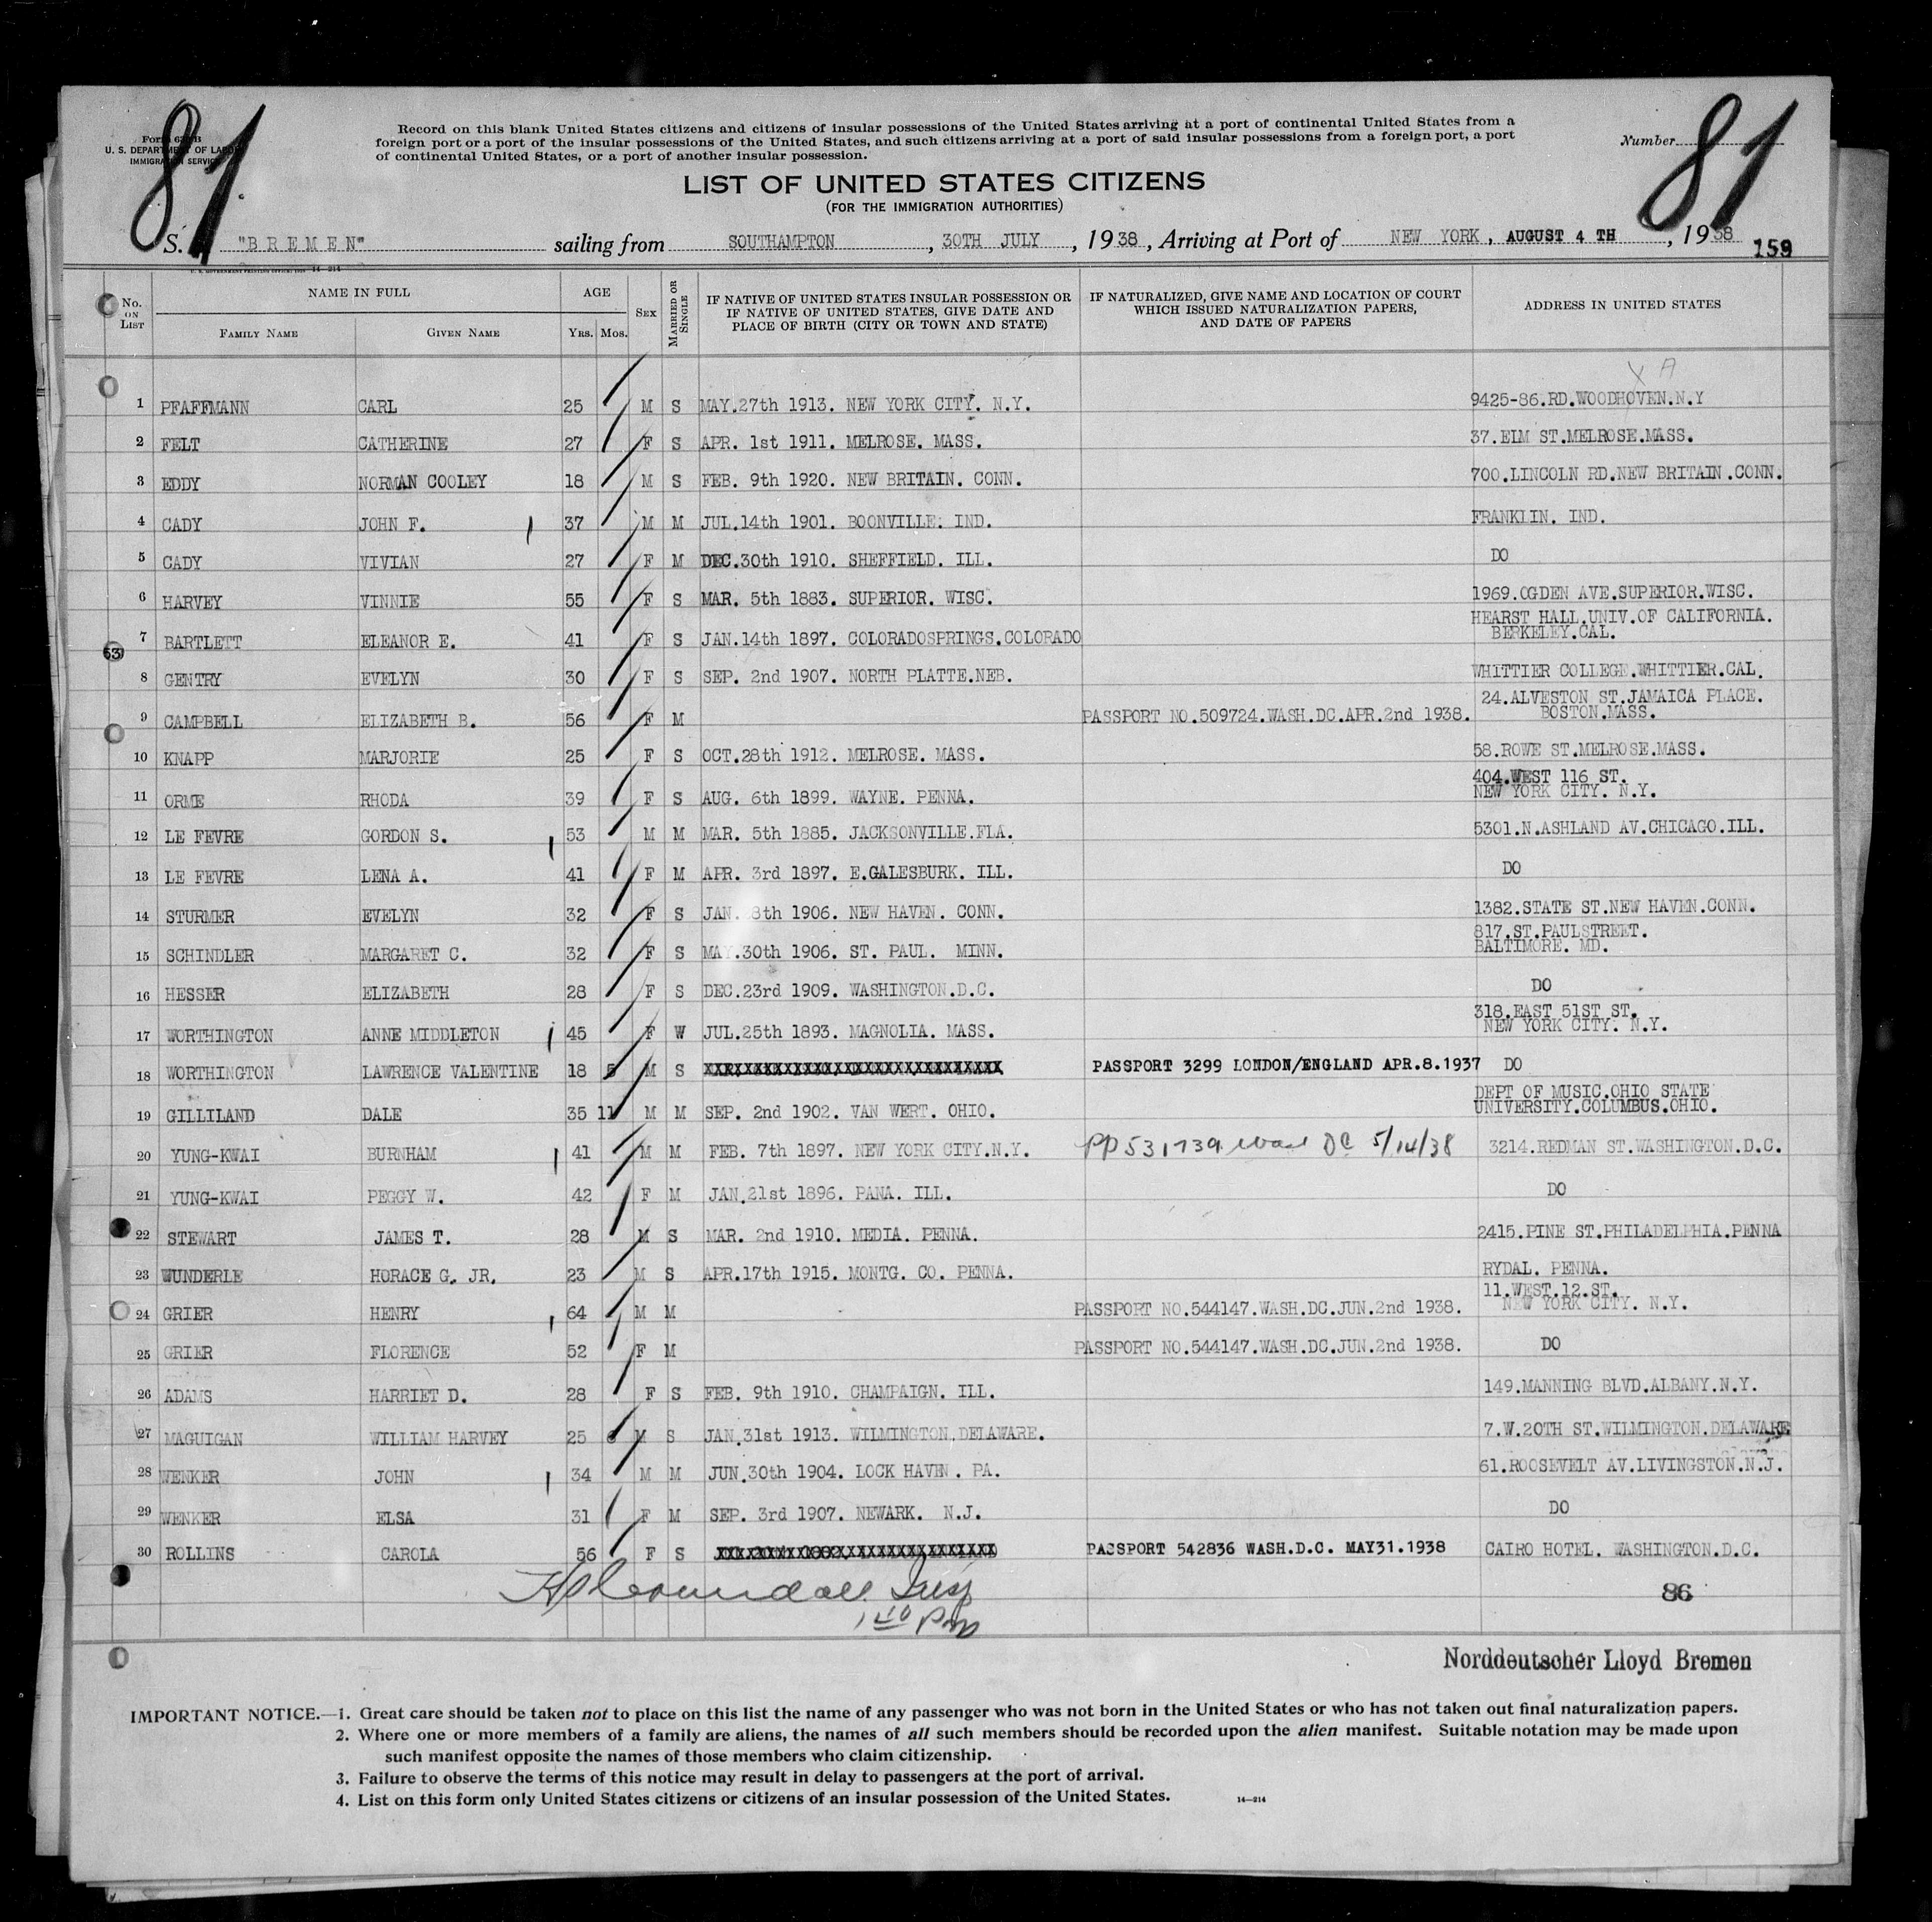 81
81
Form 630B
U. S. DEPARTMENT OF LABOR
IMMIGRATION SERVICE
Record on this blank United States citizens and citizens of insular possessions of the United States arriving at a port of continental United States from a
foreign port or a port of the insular possessions of the United States, and such citizens arriving at a port of said insular possessions from a foreign port, a port
of continental United States, or a port of another insular possession.
Number
LIST OF UNITED STATES CITIZENS
(FOR THE IMMIGRATION AUTHORITIES)
S. "BREMEN" sailing from SOUTHAMPTON, 30TH JULY, 1938, Arriving at Port of NEW YORK, AUGUST 4 TH, 1938
159
No. ON LIST
NAME IN FULL
FAMILY NAME GIVEN NAME
AGE
YRS. MOS.
SEX
MARRIED OR SINGLE
IF NATIVE OF UNITED STATES INSULAR POSSESSION OR
IF NATIVE OF UNITED STATES, GIVE DATE AND
PLACE OF BIRTH (CITY OR TOWN AND STATE)
IF NATURALIZED, GIVE NAME AND LOCATION OF COURT
WHICH ISSUED NATURALIZATION PAPERS,
AND DATE OF PAPERS
ADDRESS IN UNITED STATES
1 PFAFFMANN CARL 25 M S MAY.27th 1913. NEW YORK CITY. N.Y. 9425-86.RD.WOODHOVEN.N.Y
2 FELT CATHERINE 27 F S APR. 1st 1911. MELROSE. MASS. 37.ELM ST.MELROSE.MASS.
3 EDDY NORMAN COOLEY 18 M S FEB. 9th 1920. NEW BRITAIN. CONN. 700.LINCOLN RD.NEW BRITAIN.CONN.
4 CADY JOHN F. 37 M M JUL.14th 1901. BOONVILLE. IND. FRANKLIN. IND.
5 CADY VIVIAN 27 F M DEC.30th 1910. SHEFFIELD. ILL. DO
6 HARVEY VINNIE 55 F S MAR. 5th 1883. SUPERIOR. WISC. 1969.OGDEN AVE.SUPERIOR.WISC.
7 BARTLETT ELEANOR E. 41 F S JAN.14th 1897. COLORADOSPRINGS.COLORADO HEARST HALL.UNIV.OF CALIFORNIA.
BERKELEY.CAL.
8 GENTRY EVELYN 30 F S SEP. 2nd 1907. NORTH PLATTE.NEB. WHITTIER COLLEGE.WHITTIER.CAL.
9 CAMPBELL ELIZABETH B. 56 F M PASSPORT NO.509724.WASH.DC.APR.2nd 1938. 24.ALVESTON ST.JAMAICA PLACE.
BOSTON.MASS.
10 KNAPP MARJORIE 25 F S OCT.28th 1912. MELROSE. MASS. 58.ROWE ST.MELROSE.MASS.
11 ORME RHODA 39 F S AUG. 6th 1899. WAYNE. PENNA. 404.WEST 116 ST.
NEW YORK CITY. N.Y.
12 LE FEVRE GORDON S. 53 M M MAR. 5th 1885. JACKSONVILLE.FLA. 5301.N.ASHLAND AV.CHICAGO.ILL.
13 LE FEVRE LENA A. 41 F M APR. 3rd 1897. E.GALESBURK. ILL. DO
14 STURMER EVELYN 32 F S JAN. 8th 1906. NEW HAVEN. CONN. 1382.STATE ST.NEW HAVEN.CONN.
15 SCHINDLER MARGARET C. 32 F S MAY.30th 1906. ST. PAUL. MINN. 817.ST.PAULSTREET.
BALTIMORE. MD.
16 HESSER ELIZABETH 28 F S DEC.23rd 1909. WASHINGTON.D.C. DO
17 WORTHINGTON ANNE MIDDLETON 45 F W JUL.25th 1893. MAGNOLIA. MASS. 318.EAST 51ST ST.
NEW YORK CITY. N.Y.
18 WORTHINGTON LAWRENCE VALENTINE 18 5 M S PASSPORT 3299 LONDON/ENGLAND APR.8.1937 DO
19 GILLILAND DALE 35 11 M M SEP. 2nd 1902. VAN WERT. OHIO. DEPT OF MUSIC.OHIO STATE
UNIVERSITY.COLUMBUS.OHIO.
20 YUNG-KWAI BURNHAM 41 M M FEB. 7th 1897. NEW YORK CITY.N.Y. PP 531739 Wash DC 5/14/38 3214.REDMAN ST.WASHINGTON.D.C.
21 YUNG-KWAI PEGGY W. 42 F M JAN.21st 1896. PANA. ILL. DO
22 STEWART JAMES T. 28 M S MAR. 2nd 1910. MEDIA. PENNA. 2415.PINE ST.PHILADELPHIA.PENNA
23 WUNDERLE HORACE G. JR. 23 M S APR.17th 1915. MONTG. CO. PENNA. RYDAL. PENNA.
24 GRIER HENRY 64 M M PASSPORT NO.544147.WASH.DC.JUN.2nd 1938. 11.WEST.12.ST.
NEW YORK CITY. N.Y.
25 GRIER FLORENCE 52 F M PASSPORT NO.544147.WASH.DC.JUN.2nd 1938. DO
26 ADAMS HARRIET D. 28 F S FEB. 9th 1910. CHAMPAIGN. ILL. 149.MANNING BLVD.ALBANY.N.Y.
27 MAGUIGAN WILLIAM HARVEY 25 6 M S JAN.31st 1913. WILMINGTON.DELAWARE. 7.W.20TH ST.WILMINGTON.DELAWARE
28 WENKER JOHN 34 M M JUN.30th 1904. LOCK HAVEN. PA. 61.ROOSEVELT AV.LIVINGSTON.N.J.
29 WENKER ELSA 31 F M SEP. 3rd 1907. NEWARK. N.J. DO
30 ROLLINS CAROLA 56 F S PASSPORT 542836 WASH.D.C. MAY31.1938 CAIRO HOTEL. WASHINGTON.D.C.
86
Norddeutscher Lloyd Bremen
IMPORTANT NOTICE.—1. Great care should be taken not to place on this list the name of any passenger who was not born in the United States or who has not taken out final naturalization papers.
2. Where one or more members of a family are aliens, the names of all such members should be recorded upon the alien manifest. Suitable notation may be made upon
such manifest opposite the names of those members who claim citizenship.
3. Failure to observe the terms of this notice may result in delay to passengers at the port of arrival.
4. List on this form only United States citizens or citizens of an insular possession of the United States.
14—214